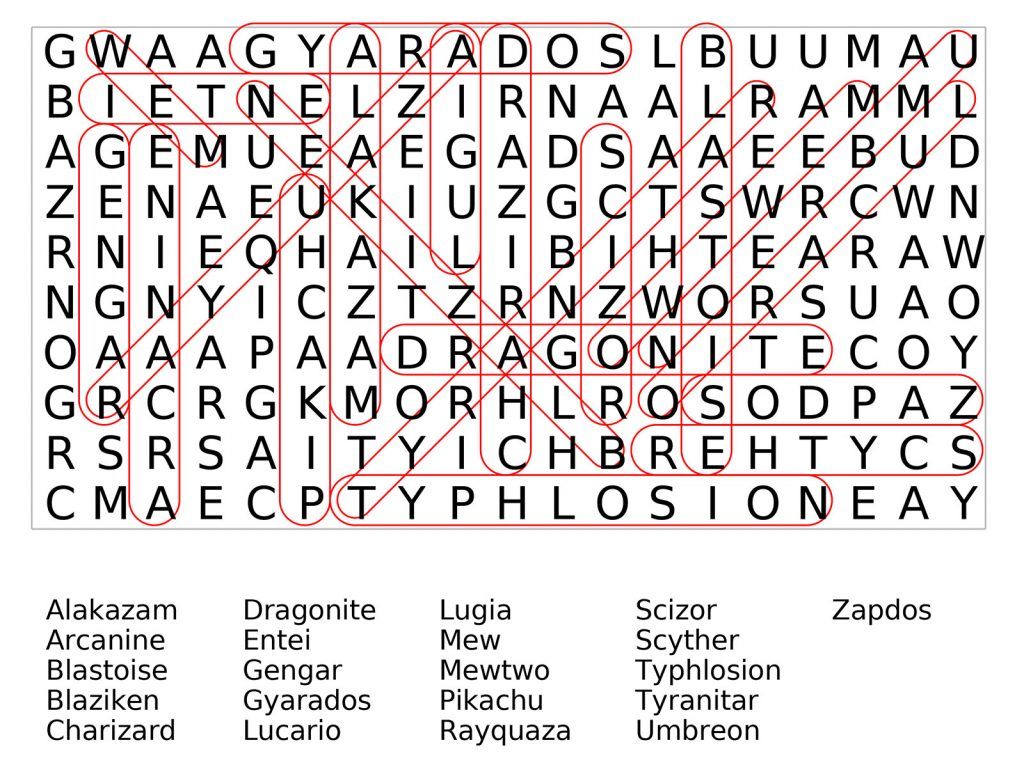 G W A A G Y A R A D O S L B U U M A U
B I E T N E L Z I R N A A L R A M M L
A G E M U E A E G A D S A A E E B U D
Z E N A E U K I U Z G C T S W R C W N
R N I E Q H A I L I B I H T E A R A W
N G N Y I C Z T Z R N Z W O R S U A O
O A A A P A A D R A G O N I T E C O Y
G R C R G K M O R H L R O S O D P A Z
R S R S A I T Y I C H B R E H T Y C S
C M A E C P T Y P H L O S I O N E A Y
Alakazam Dragonite Lugia Scizor Zapdos
Arcanine Entei Mew Scyther
Blastoise Gengar Mewtwo Typhlosion
Blaziken Gyarados Pikachu Tyranitar
Charizard Lucario Rayquaza Umbreon